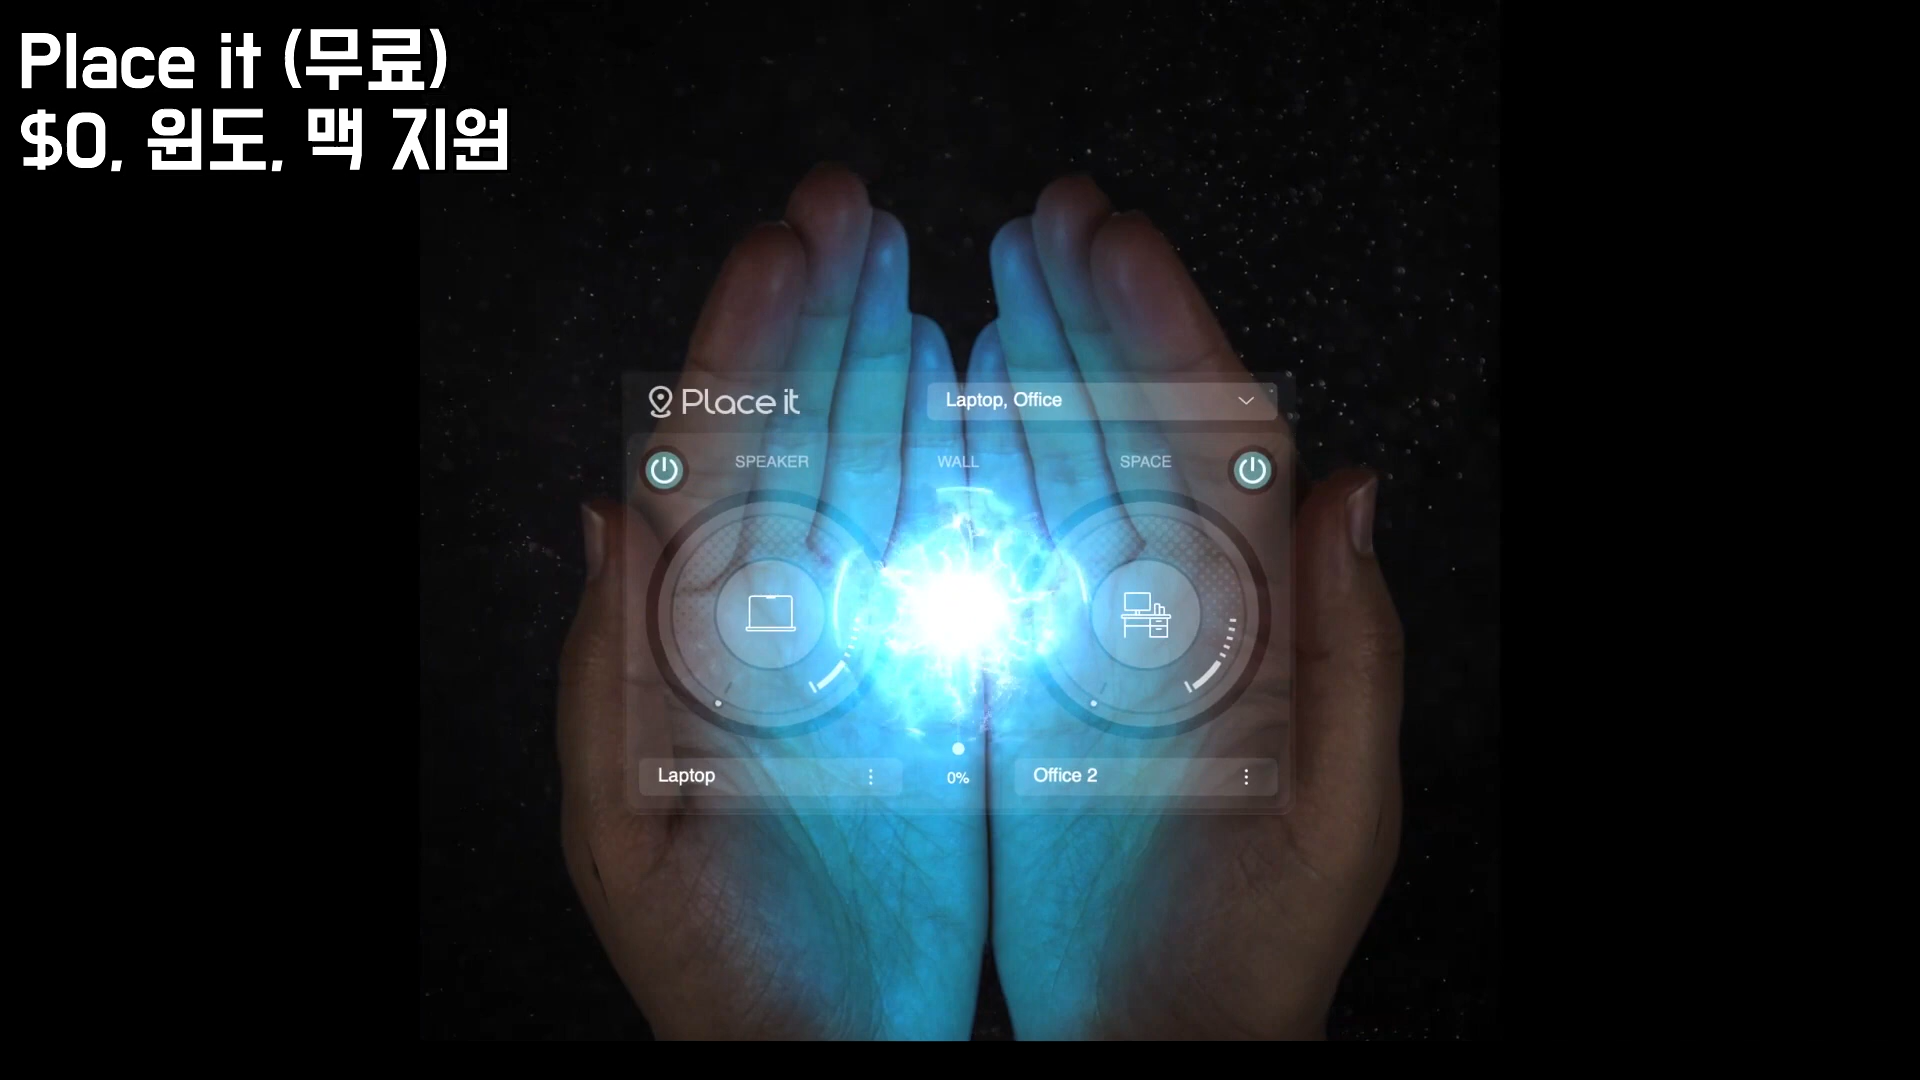 Place it (무료)
$0, 윈도, 맥 지원
Place it
Laptop, Office
SPEAKER
WALL
SPACE
Laptop
0%
Office 2